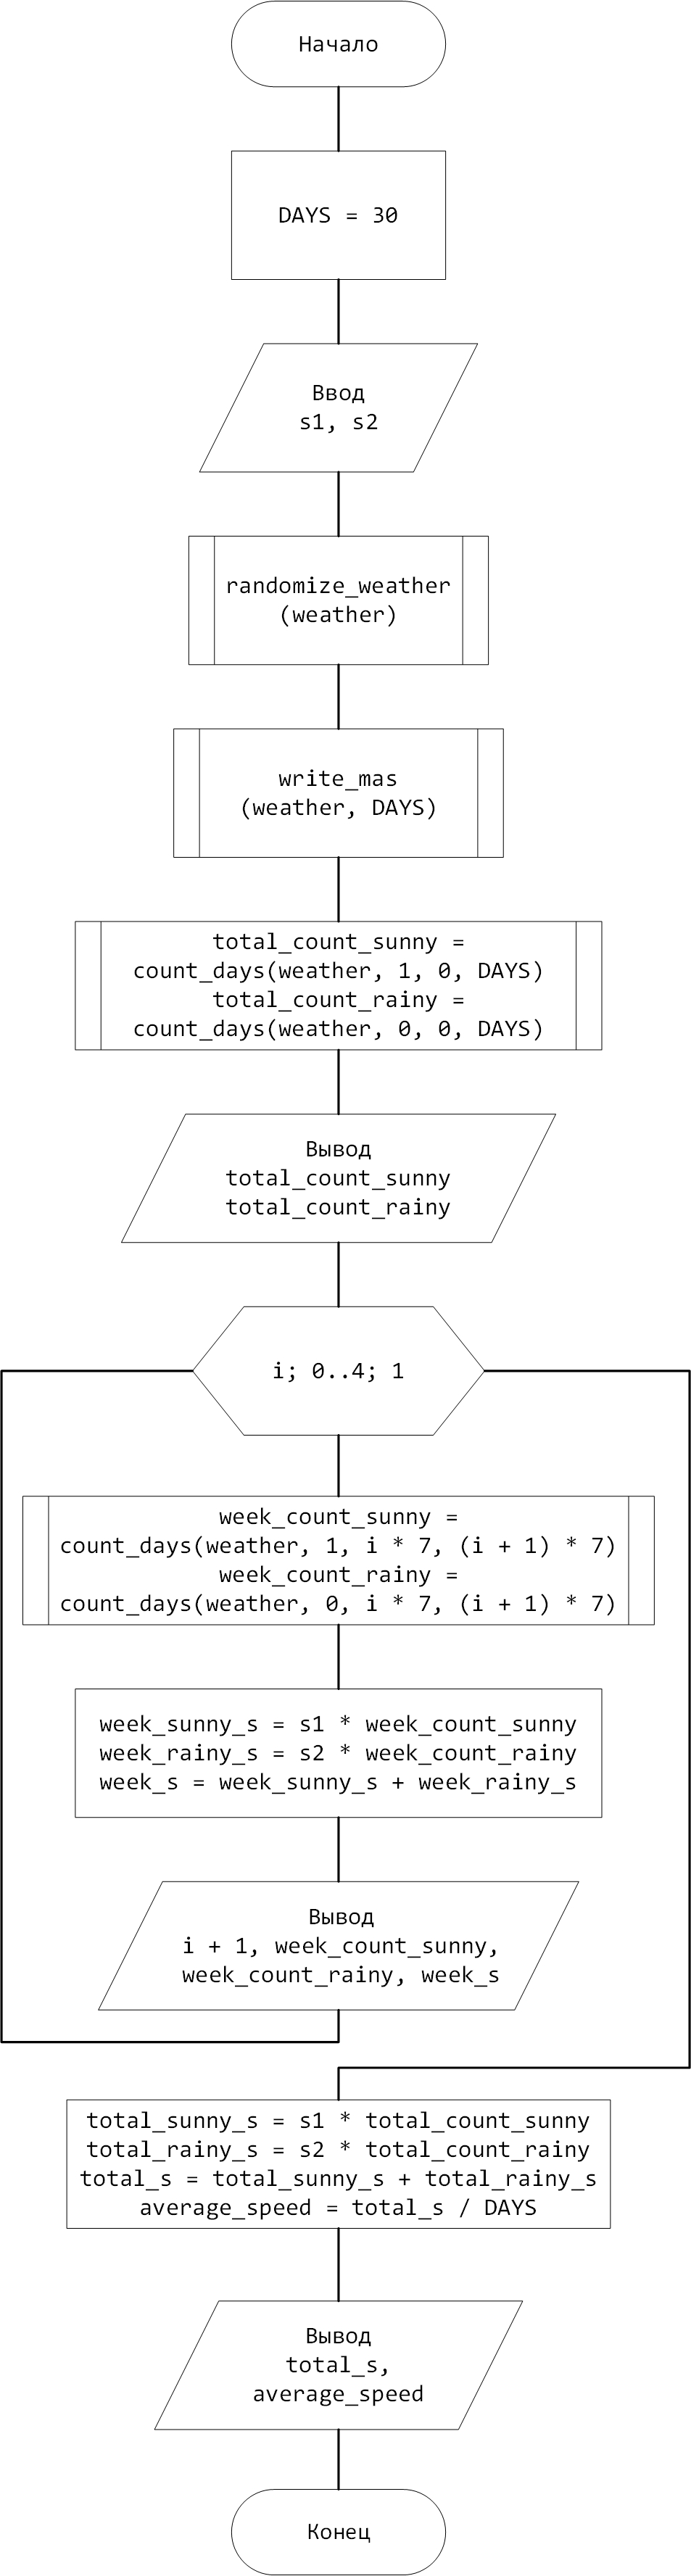 Начало
DAYS = 30
Ввод
s1, s2
randomize_weather
(weather)
write_mas
(weather, DAYS)
total_count_sunny =
count_days(weather, 1, 0, DAYS)
total_count_rainy =
count_days(weather, 0, 0, DAYS)
Вывод
total_count_sunny
total_count_rainy
i; 0..4; 1
week_count_sunny =
count_days(weather, 1, i * 7, (i + 1) * 7)
week_count_rainy =
count_days(weather, 0, i * 7, (i + 1) * 7)
week_sunny_s = s1 * week_count_sunny
week_rainy_s = s2 * week_count_rainy
week_s = week_sunny_s + week_rainy_s
Вывод
i + 1, week_count_sunny,
week_count_rainy, week_s
total_sunny_s = s1 * total_count_sunny
total_rainy_s = s2 * total_count_rainy
total_s = total_sunny_s + total_rainy_s
average_speed = total_s / DAYS
Вывод
total_s,
average_speed
Конец